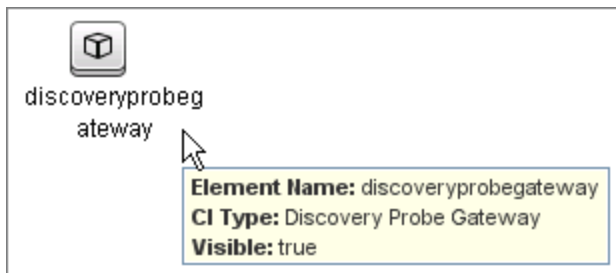 discoveryprobeg
ateway
Element Name: discoveryprobegateway
CI Type: Discovery Probe Gateway
Visible: true